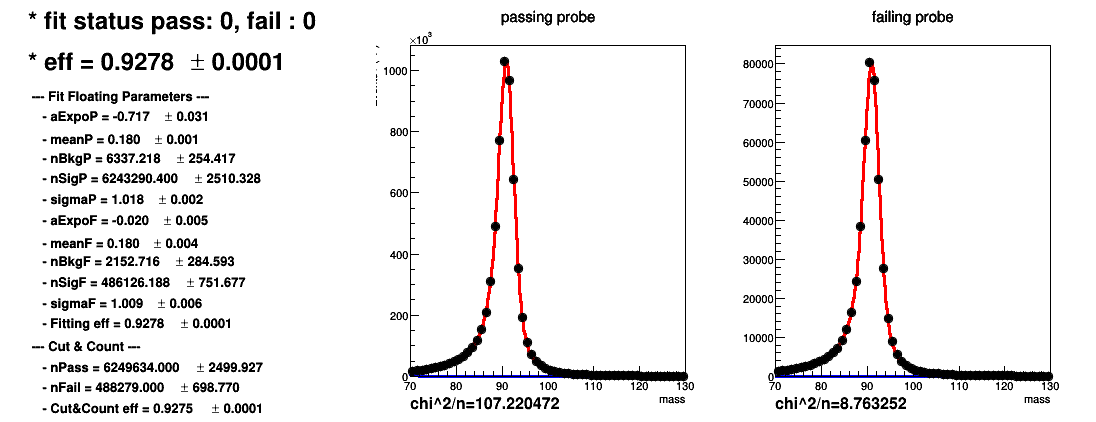 * fit status pass: 0, fail : 0
* eff = 0.9278 ± 0.0001
--- Fit Floating Parameters ---
- aExpoP = -0.717 ± 0.031
- meanP = 0.180 ± 0.001
- nBkgP = 6337.218 ± 254.417
- nSigP = 6243290.400 ± 2510.328
- sigmaP = 1.018 ± 0.002
- aExpoF = -0.020 ± 0.005
- meanF = 0.180 ± 0.004
- nBkgF = 2152.716 ± 284.593
- nSigF = 486126.188 ± 751.677
- sigmaF = 1.009 ± 0.006
- Fitting eff = 0.9278 ± 0.0001
--- Cut & Count ---
- nPass = 6249634.000 ± 2499.927
- nFail = 488279.000 ± 698.770
- Cut&Count eff = 0.9275 ± 0.0001
passing probe
×10³
1000
800
600
400
200
0
70 80 90 100 110 120 130
mass
chi^2/n=107.220472
failing probe
80000
70000
60000
50000
40000
30000
20000
10000
0
70 80 90 100 110 120 130
mass
chi^2/n=8.763252